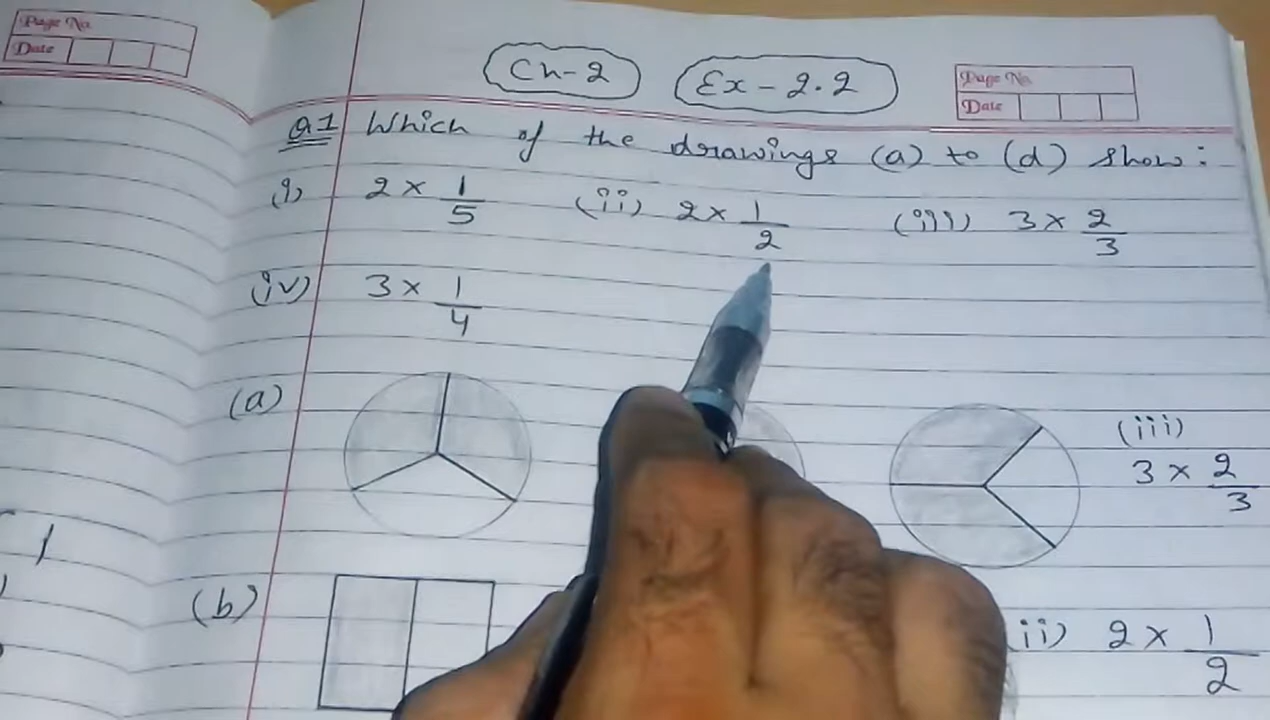 Page No.
Date
Ch-2 Ex-2.2
Page No.
Date
Q1 Which of the drawings (a) to (d) show:
(i) 2 × 1/5 (ii) 2 × 1/2 (iii) 3 × 2/3
(iv) 3 × 1/4
(a)
(iii)
3 × 2/3
(b)
ii) 2 × 1/2